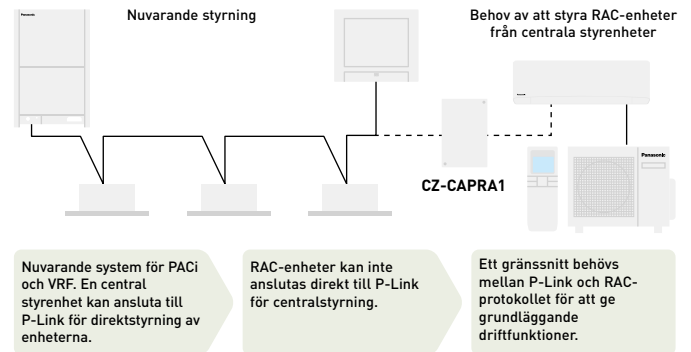 Nuvarande styrning
Behov av att styra RAC-enheter
från centrala styrenheter
Panasonic
Panasonic
CZ-CAPRA1
Nuvarande system för PACi
och VRF. En central
styrenhet kan ansluta till
P-Link för direktstyrning av
enheterna.
RAC-enheter kan inte
anslutas direkt till P-Link
för centralstyrning.
Ett gränssnitt behövs
mellan P-Link och RAC-
protokollet för att ge
grundläggande
driftfunktioner.